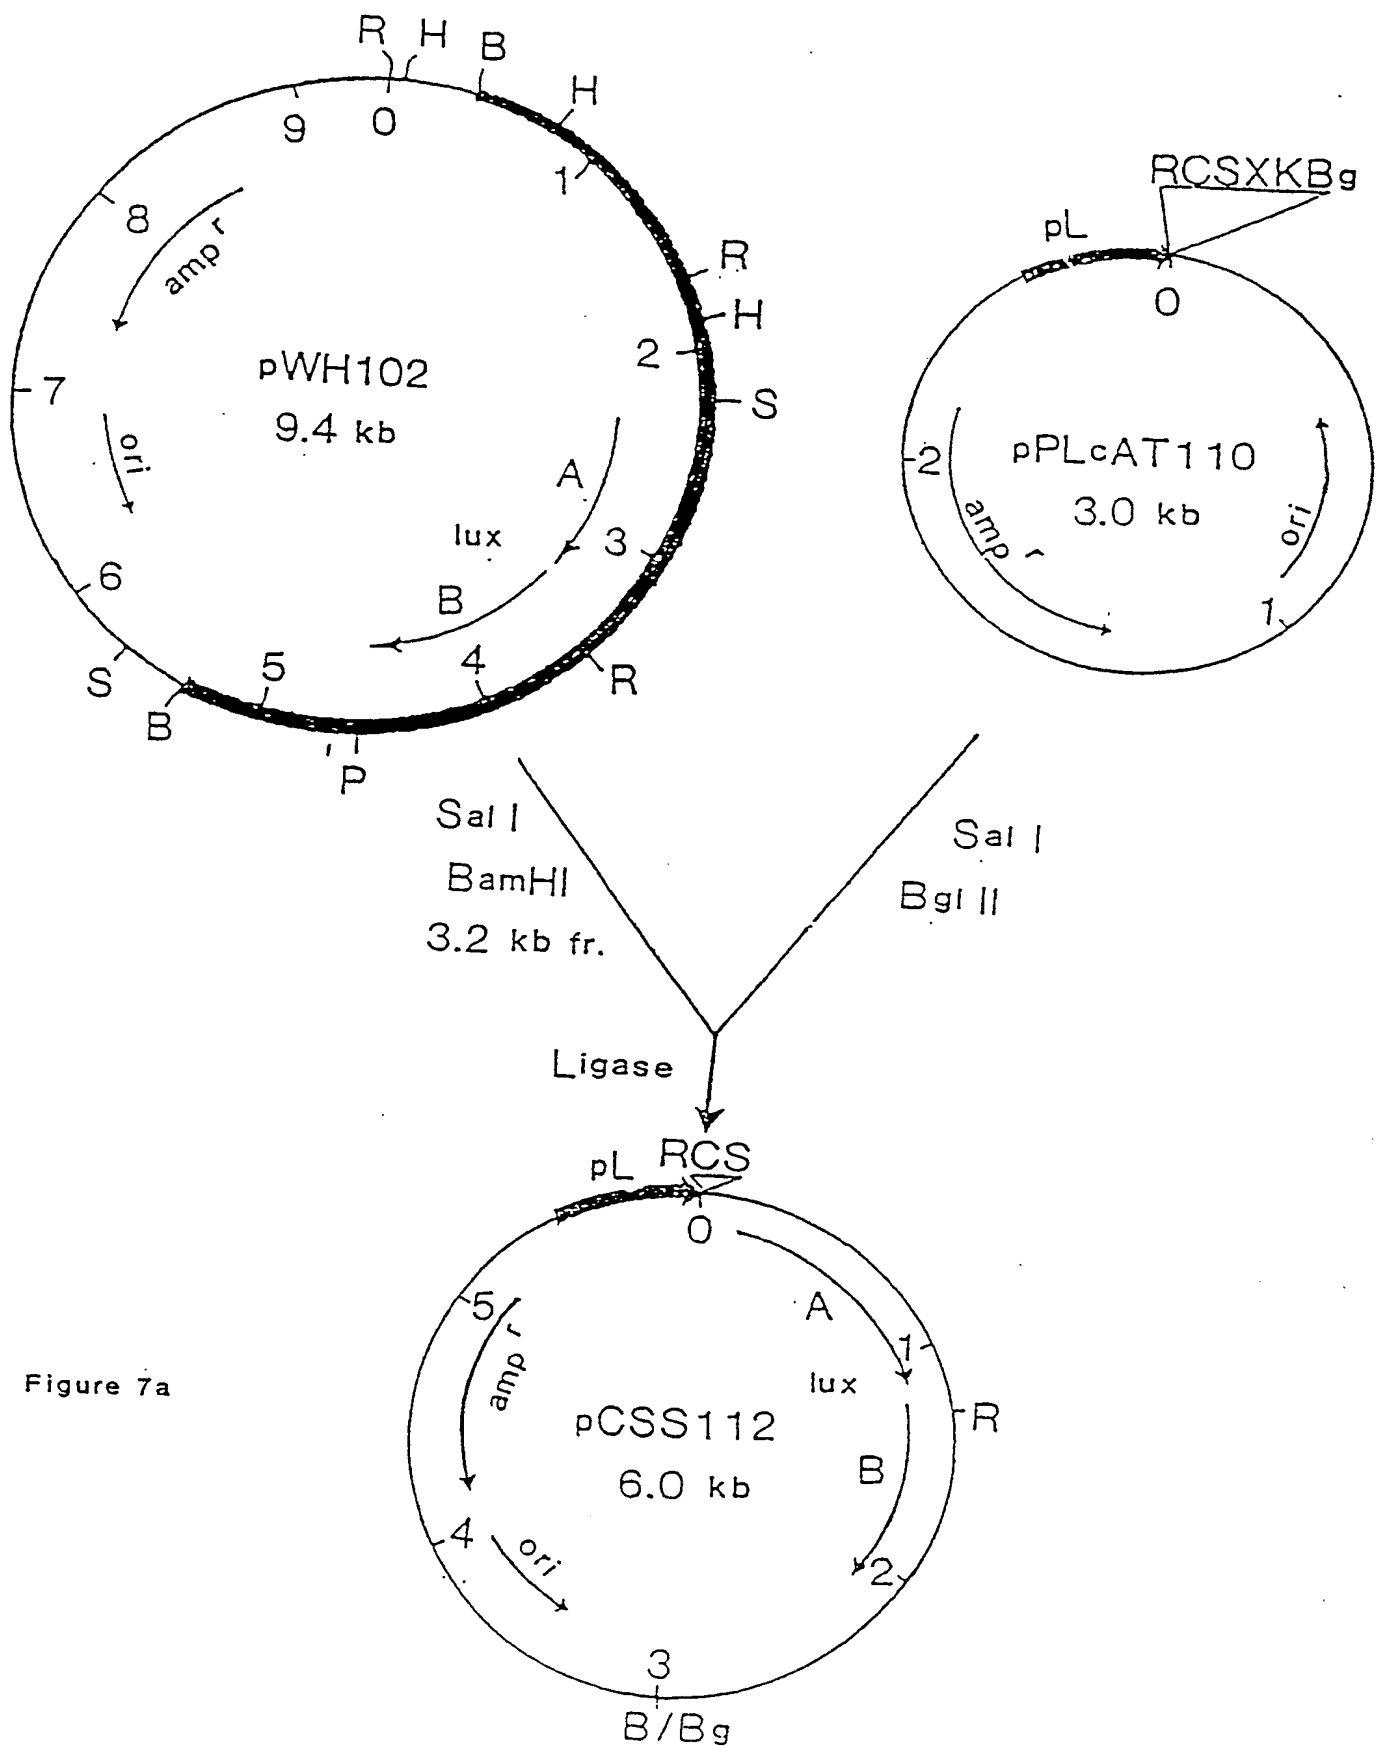 R H B
H
1
R
H
2
S
A
3
lux
B
R
4
5
P
B
S
6
7
8
9
0
amp r
ori
pWH102
9.4 kb
RCSXKBg
pL
0
2
pPLcAT110
3.0 kb
amp r
ori
1
Sal I
BamHI
3.2 kb fr.
Sal I
Bgl II
Ligase
pL RCS
0
A
1
lux
R
B
2
5
amp r
pCSS112
6.0 kb
4
ori
3
B/Bg
Figure 7a